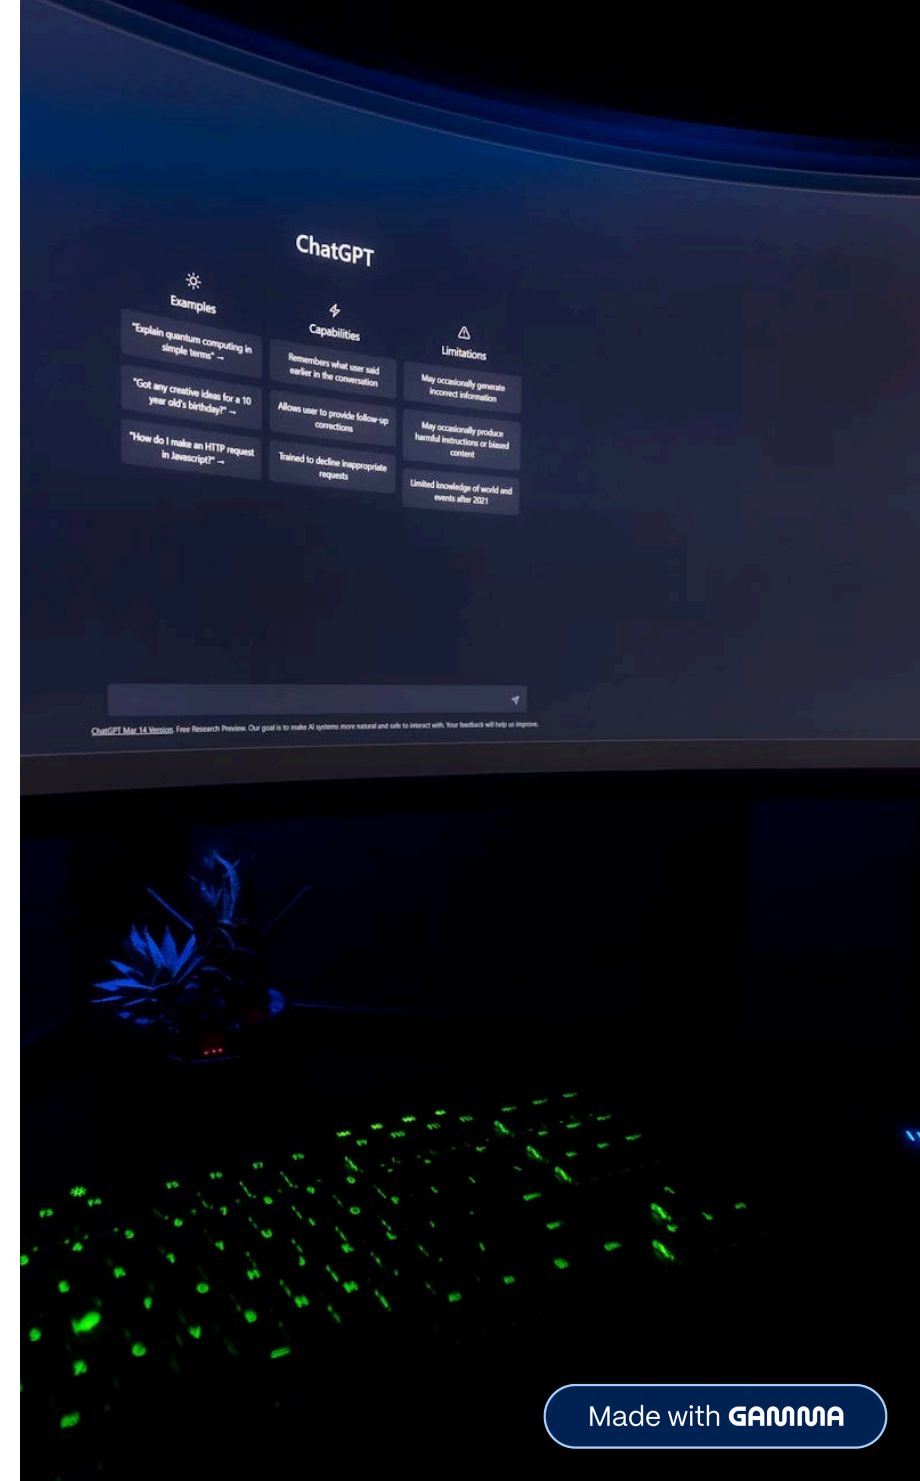 ChatGPT
Examples
"Explain quantum computing in
simple terms" →
"Got any creative ideas for a 10
year old's birthday?" →
"How do I make an HTTP request
in Javascript?" →
Capabilities
Remembers what user said
earlier in the conversation
Allows user to provide follow-up
corrections
Trained to decline inappropriate
requests
Limitations
May occasionally generate
incorrect information
May occasionally produce
harmful instructions or biased
content
Limited knowledge of world and
events after 2021
ChatGPT Mar 14 Version. Free Research Preview. Our goal is to make AI systems more natural and safe to interact with. Your feedback will help us improve.
Made with GAMMA